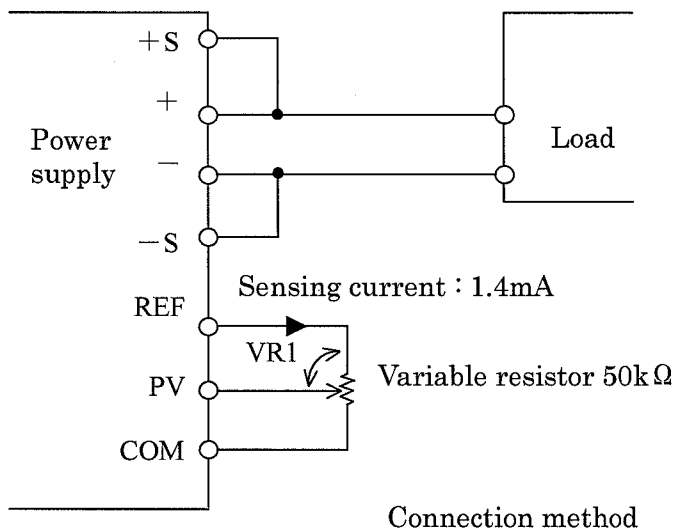 +S
+
Power
supply
Load
−
−S
REF
Sensing current : 1.4mA
VR1
PV
Variable resistor 50kΩ
COM
Connection method